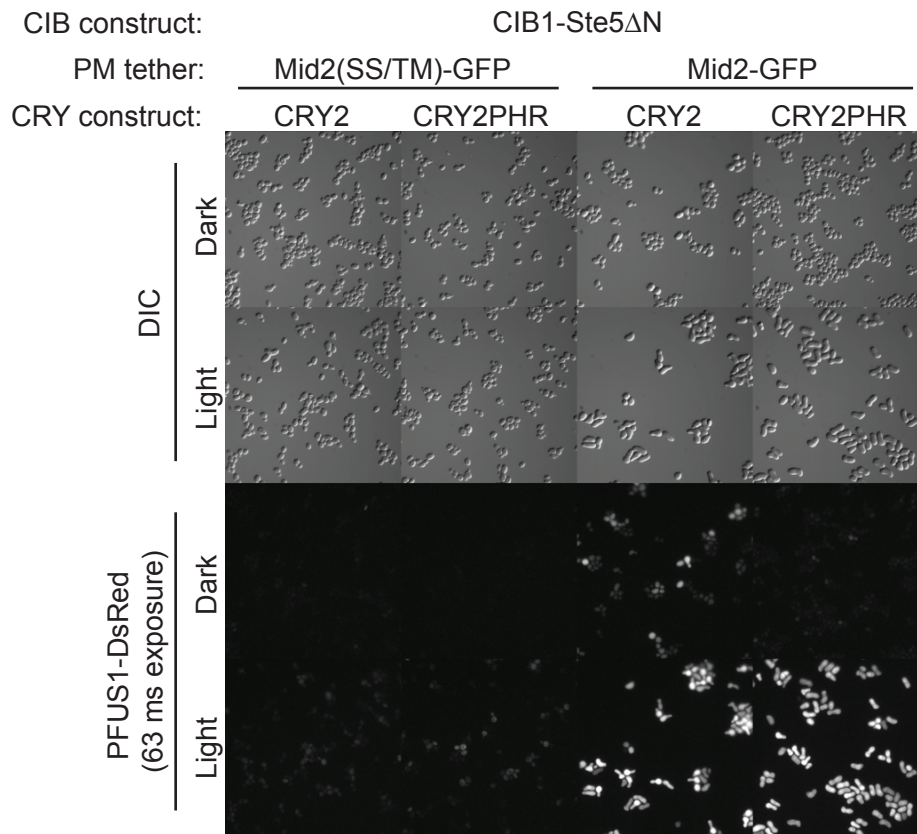 CIB construct: CIB1-Ste5ΔN
PM tether: Mid2(SS/TM)-GFP Mid2-GFP
CRY construct: CRY2 CRY2PHR CRY2 CRY2PHR
DIC
Dark
Light
PFUS1-DsRed
(63 ms exposure)
Dark
Light